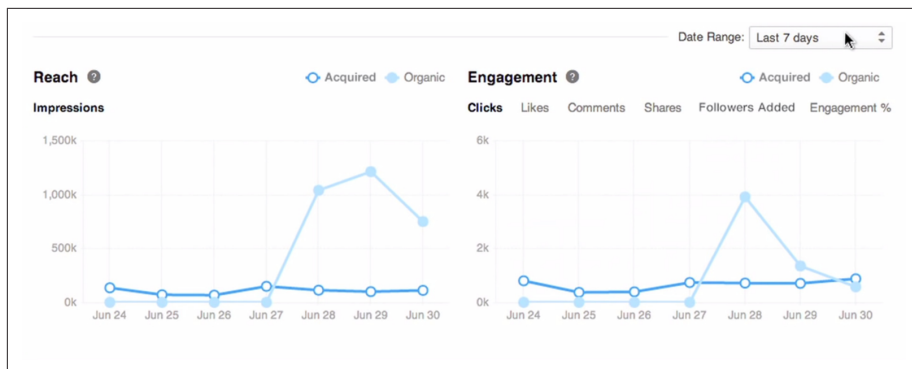 Date Range: Last 7 days
Reach ? Acquired Organic
Impressions
1,500k
1,000k
500k
0k
Jun 24 Jun 25 Jun 26 Jun 27 Jun 28 Jun 29 Jun 30
Engagement ? Acquired Organic
Clicks Likes Comments Shares Followers Added Engagement %
6k
4k
2k
0k
Jun 24 Jun 25 Jun 26 Jun 27 Jun 28 Jun 29 Jun 30